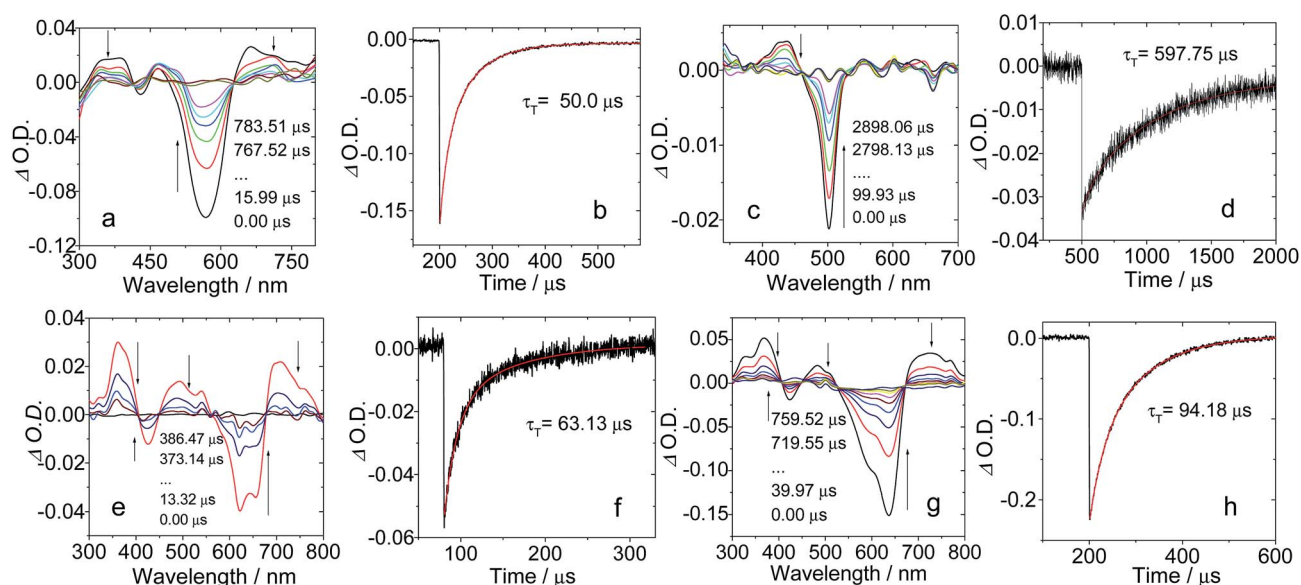 0.04
0.00
-0.04
-0.08
-0.12
Δ O.D.
783.51 μs
767.52 μs
...
15.99 μs
0.00 μs
a
300 450 600 750
Wavelength / nm
0.00
-0.05
-0.10
-0.15
Δ O.D.
τT= 50.0 μs
b
200 300 400 500
Time / μs
0.01
0.00
-0.01
-0.02
Δ O.D.
2898.06 μs
2798.13 μs
....
99.93 μs
0.00 μs
c
400 500 600 700
Wavelength / nm
0.01
0.00
-0.01
-0.02
-0.03
-0.04
Δ O.D.
τT= 597.75 μs
d
500 1000 1500 2000
Time / μs
0.04
0.02
0.00
-0.02
-0.04
Δ O.D.
386.47 μs
373.14 μs
...
13.32 μs
0.00 μs
e
300 400 500 600 700 800
Wavelength / nm
0.00
-0.02
-0.04
-0.06
Δ O.D.
τT= 63.13 μs
f
100 200 300
Time / μs
0.05
0.00
-0.05
-0.10
-0.15
Δ O.D.
759.52 μs
719.55 μs
...
39.97 μs
0.00 μs
g
300 400 500 600 700 800
Wavelength / nm
0.0
-0.1
-0.2
Δ O.D.
τT= 94.18 μs
h
200 400 600
Time / μs